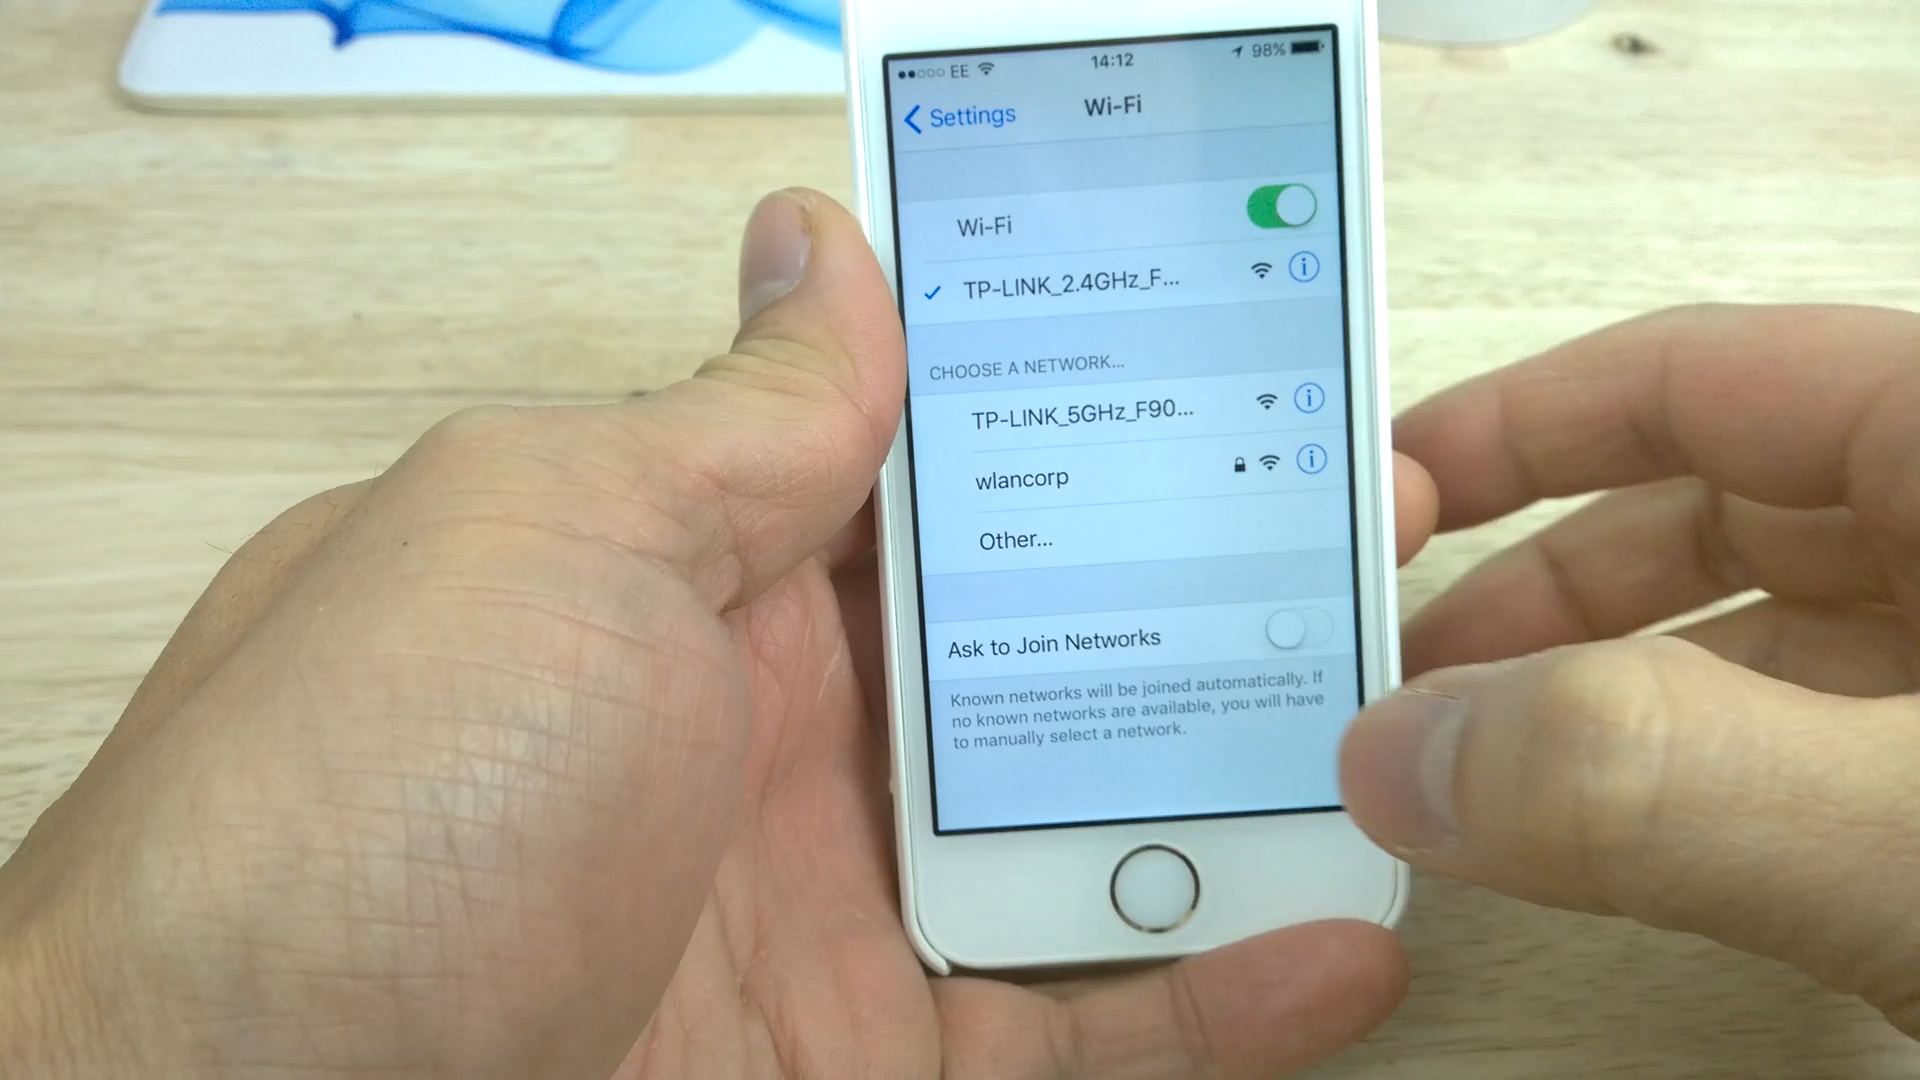 EE 14:12 98%
Settings Wi-Fi
Wi-Fi
TP-LINK_2.4GHz_F...
CHOOSE A NETWORK...
TP-LINK_5GHz_F90...
wlancorp
Other...
Ask to Join Networks
Known networks will be joined automatically. If
no known networks are available, you will have
to manually select a network.